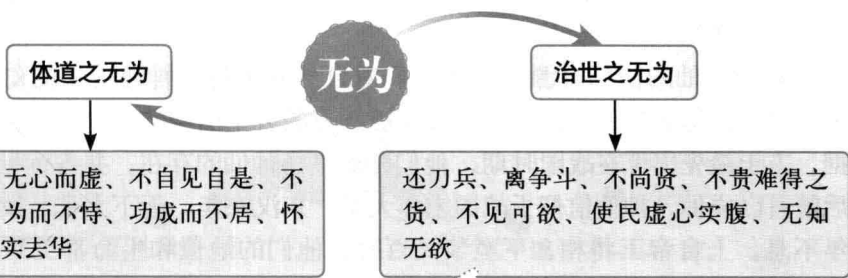 无为
体道之无为
治世之无为
无心而虚、不自见自是、不
为而不恃、功成而不居、怀
实去华
还刀兵、离争斗、不尚贤、不贵难得之
货、不见可欲、使民虚心实腹、无知
无欲